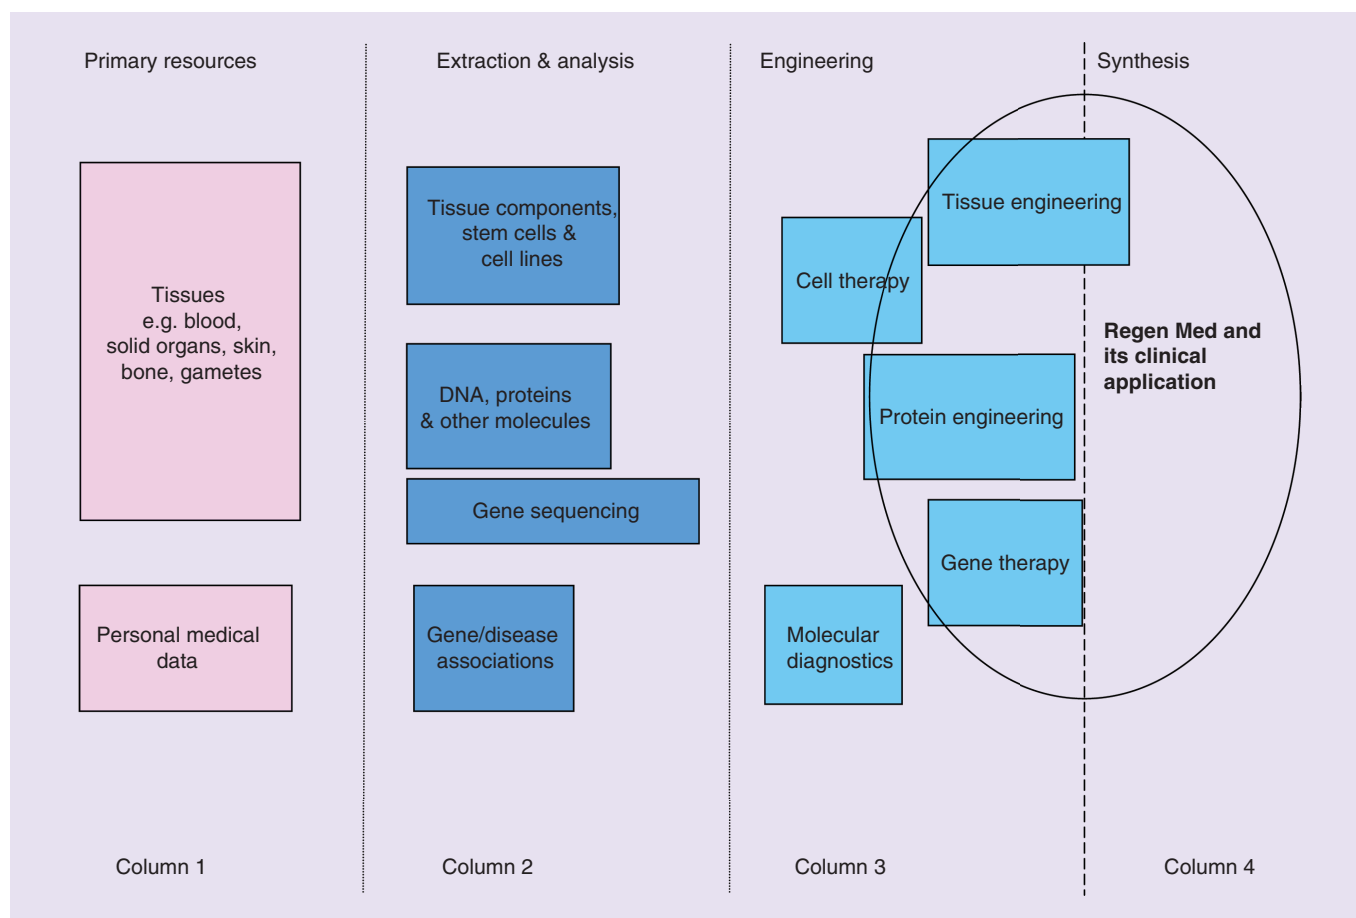 Primary resources
Extraction & analysis
Engineering
Synthesis
Tissues
e.g. blood,
solid organs, skin,
bone, gametes
Personal medical
data
Tissue components,
stem cells &
cell lines
DNA, proteins
& other molecules
Gene sequencing
Gene/disease
associations
Tissue engineering
Cell therapy
Protein engineering
Gene therapy
Molecular
diagnostics
Regen Med and
its clinical
application
Column 1
Column 2
Column 3
Column 4